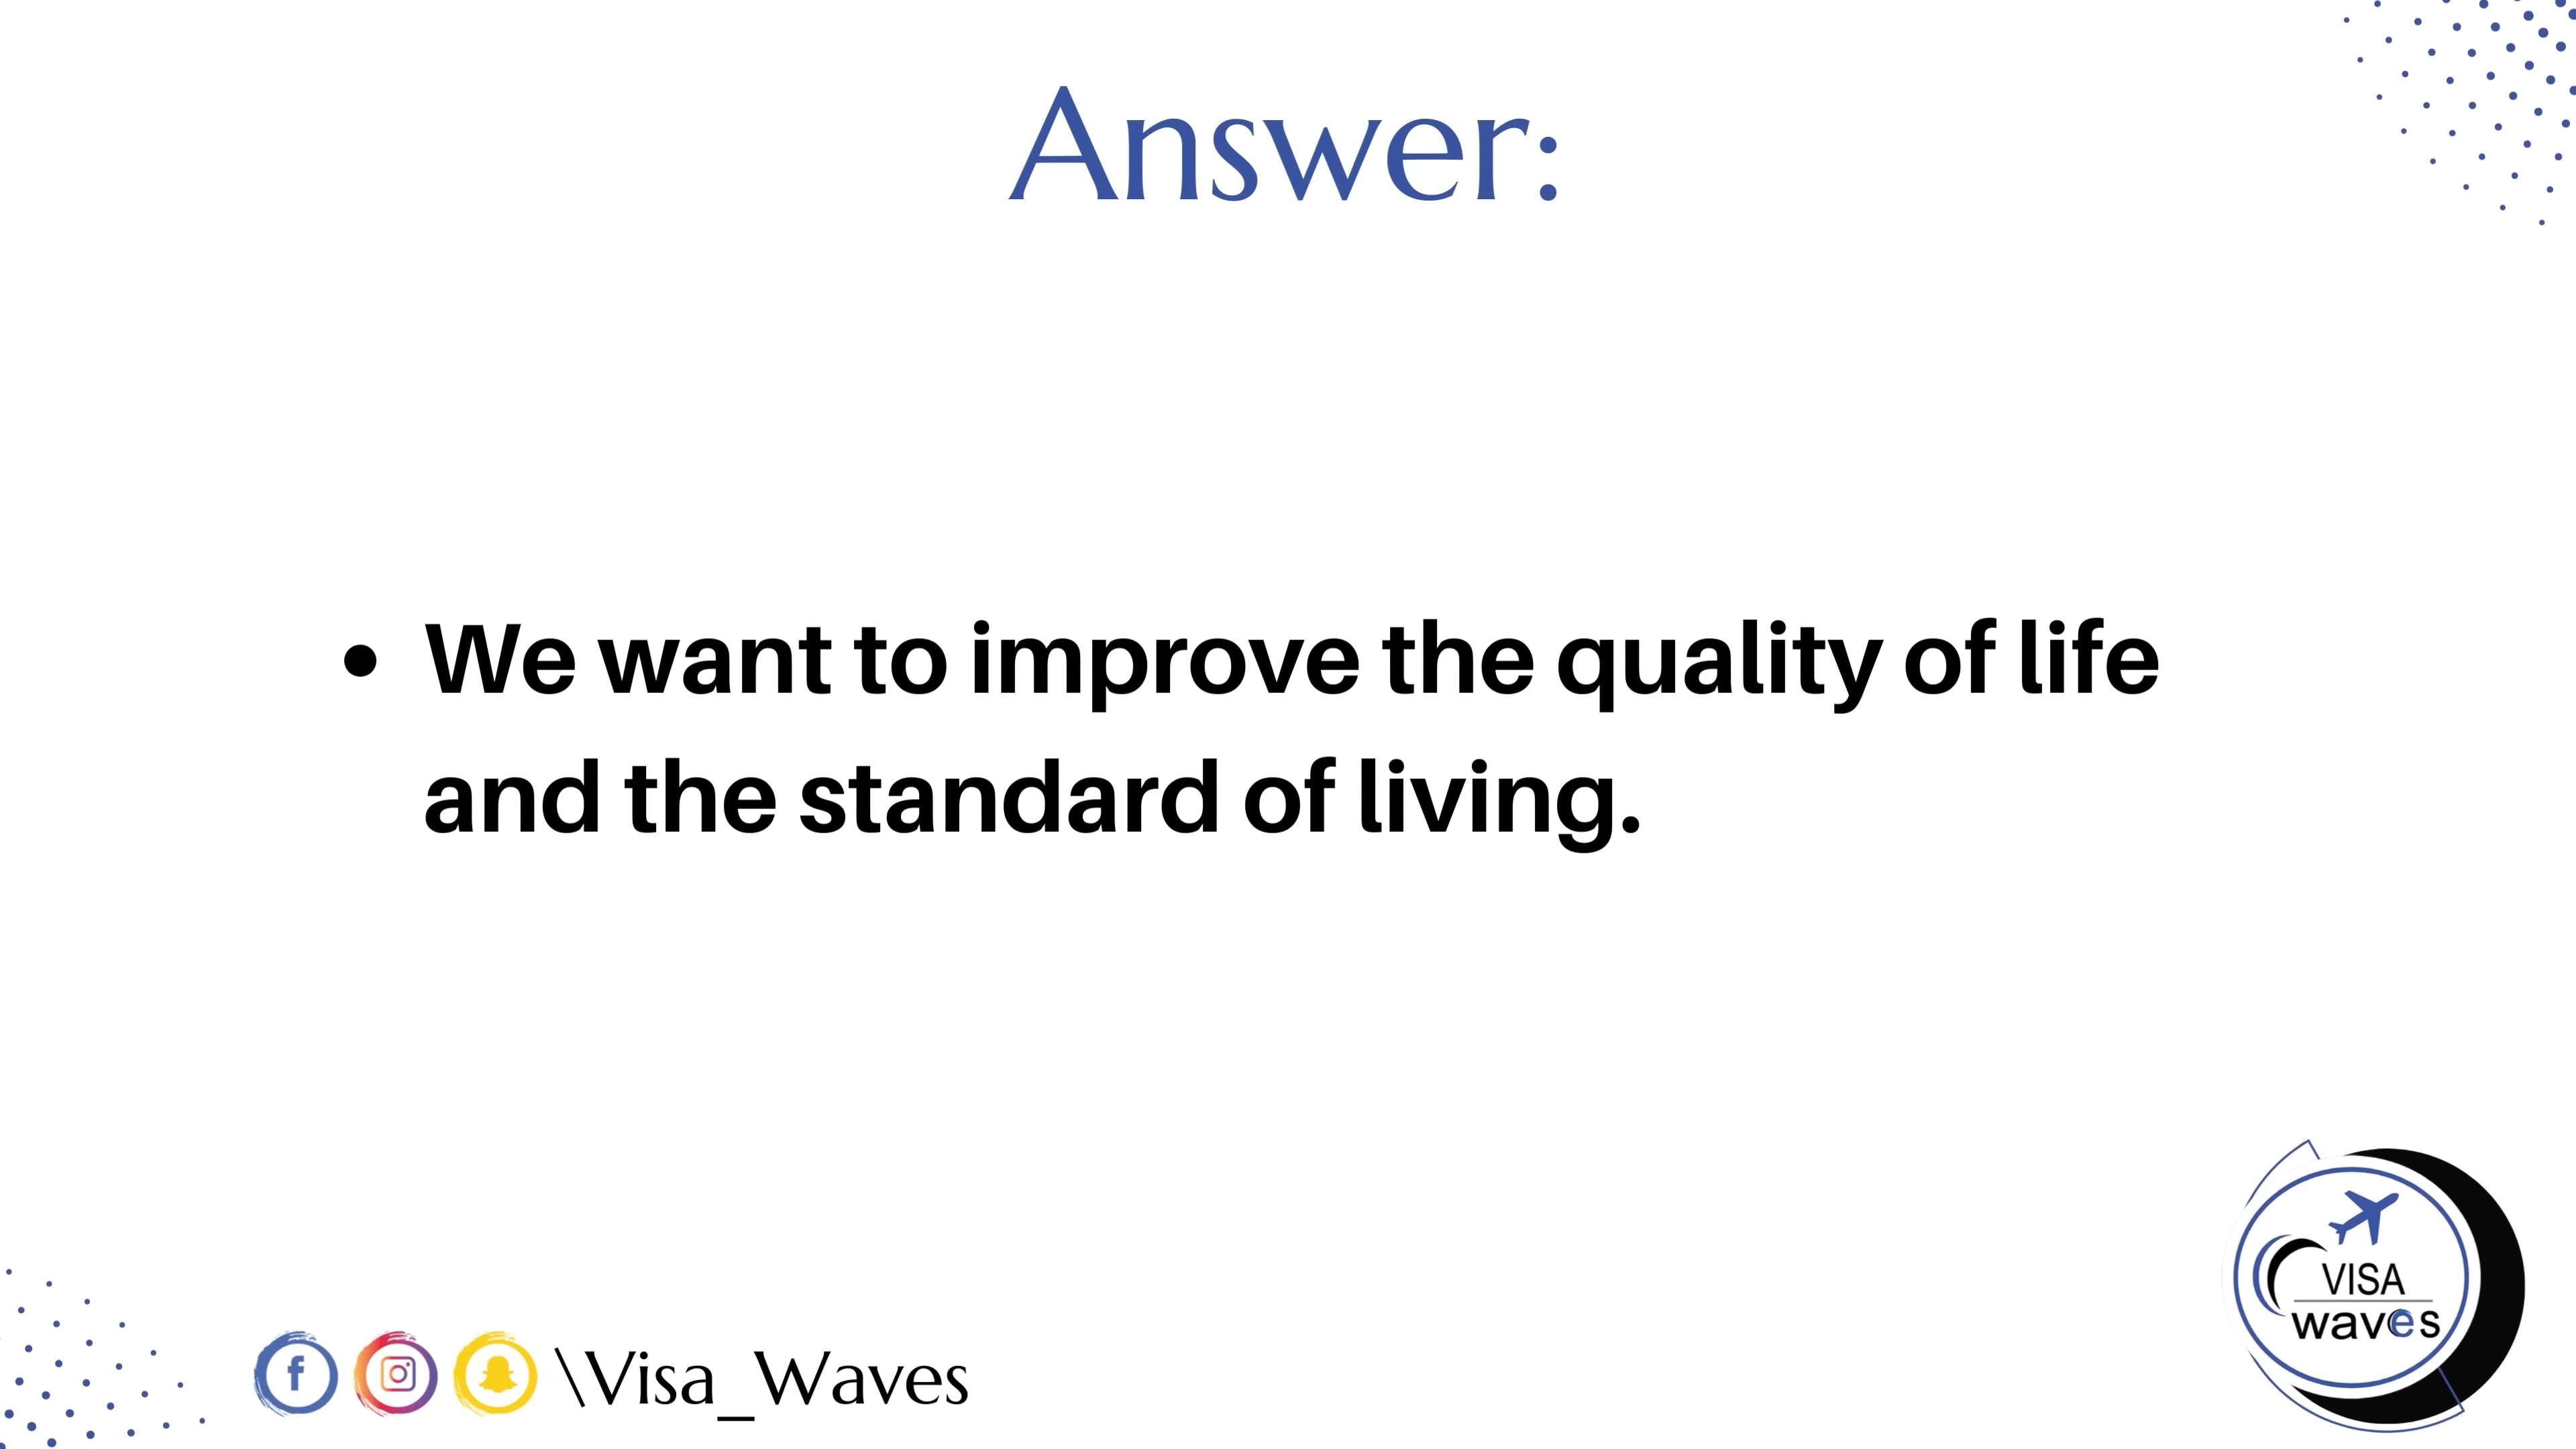 Answer:
• We want to improve the quality of life
and the standard of living.
VISA
waves
\Visa_Waves